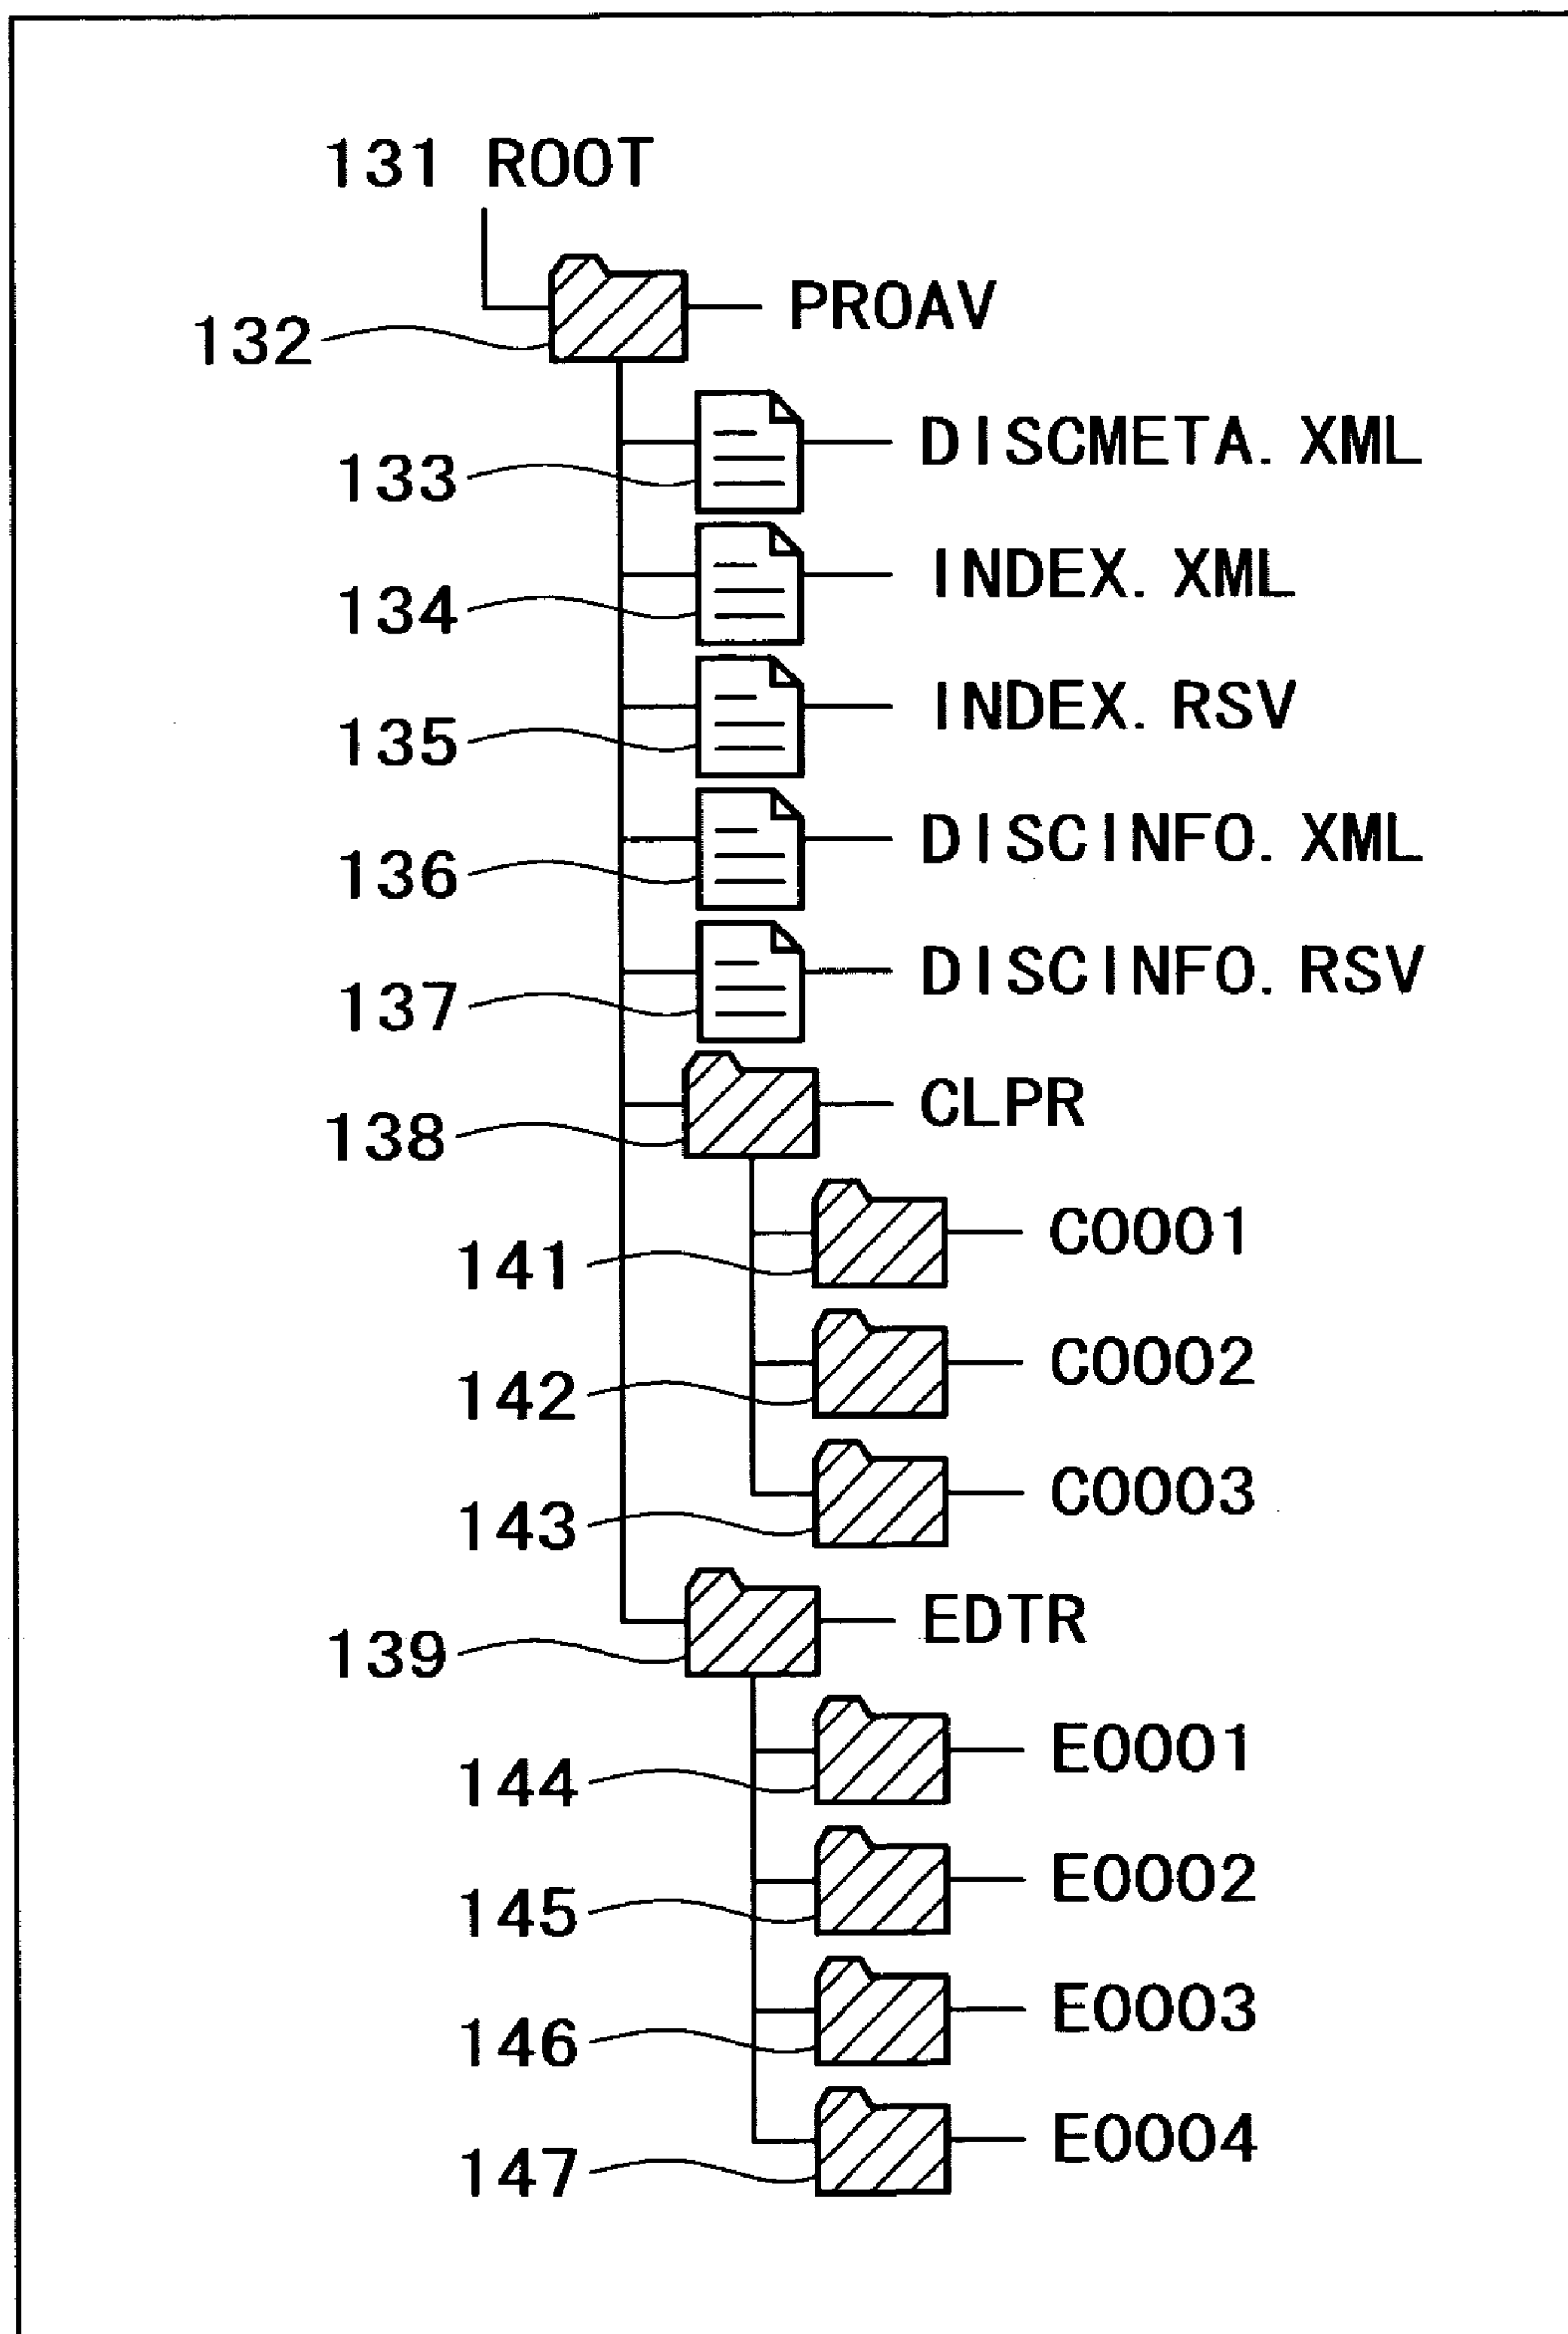 131 ROOT
132 PROAV
133 DISCMETA.XML
134 INDEX.XML
135 INDEX.RSV
136 DISCINFO.XML
137 DISCINFO.RSV
138 CLPR
141 C0001
142 C0002
143 C0003
139 EDTR
144 E0001
145 E0002
146 E0003
147 E0004